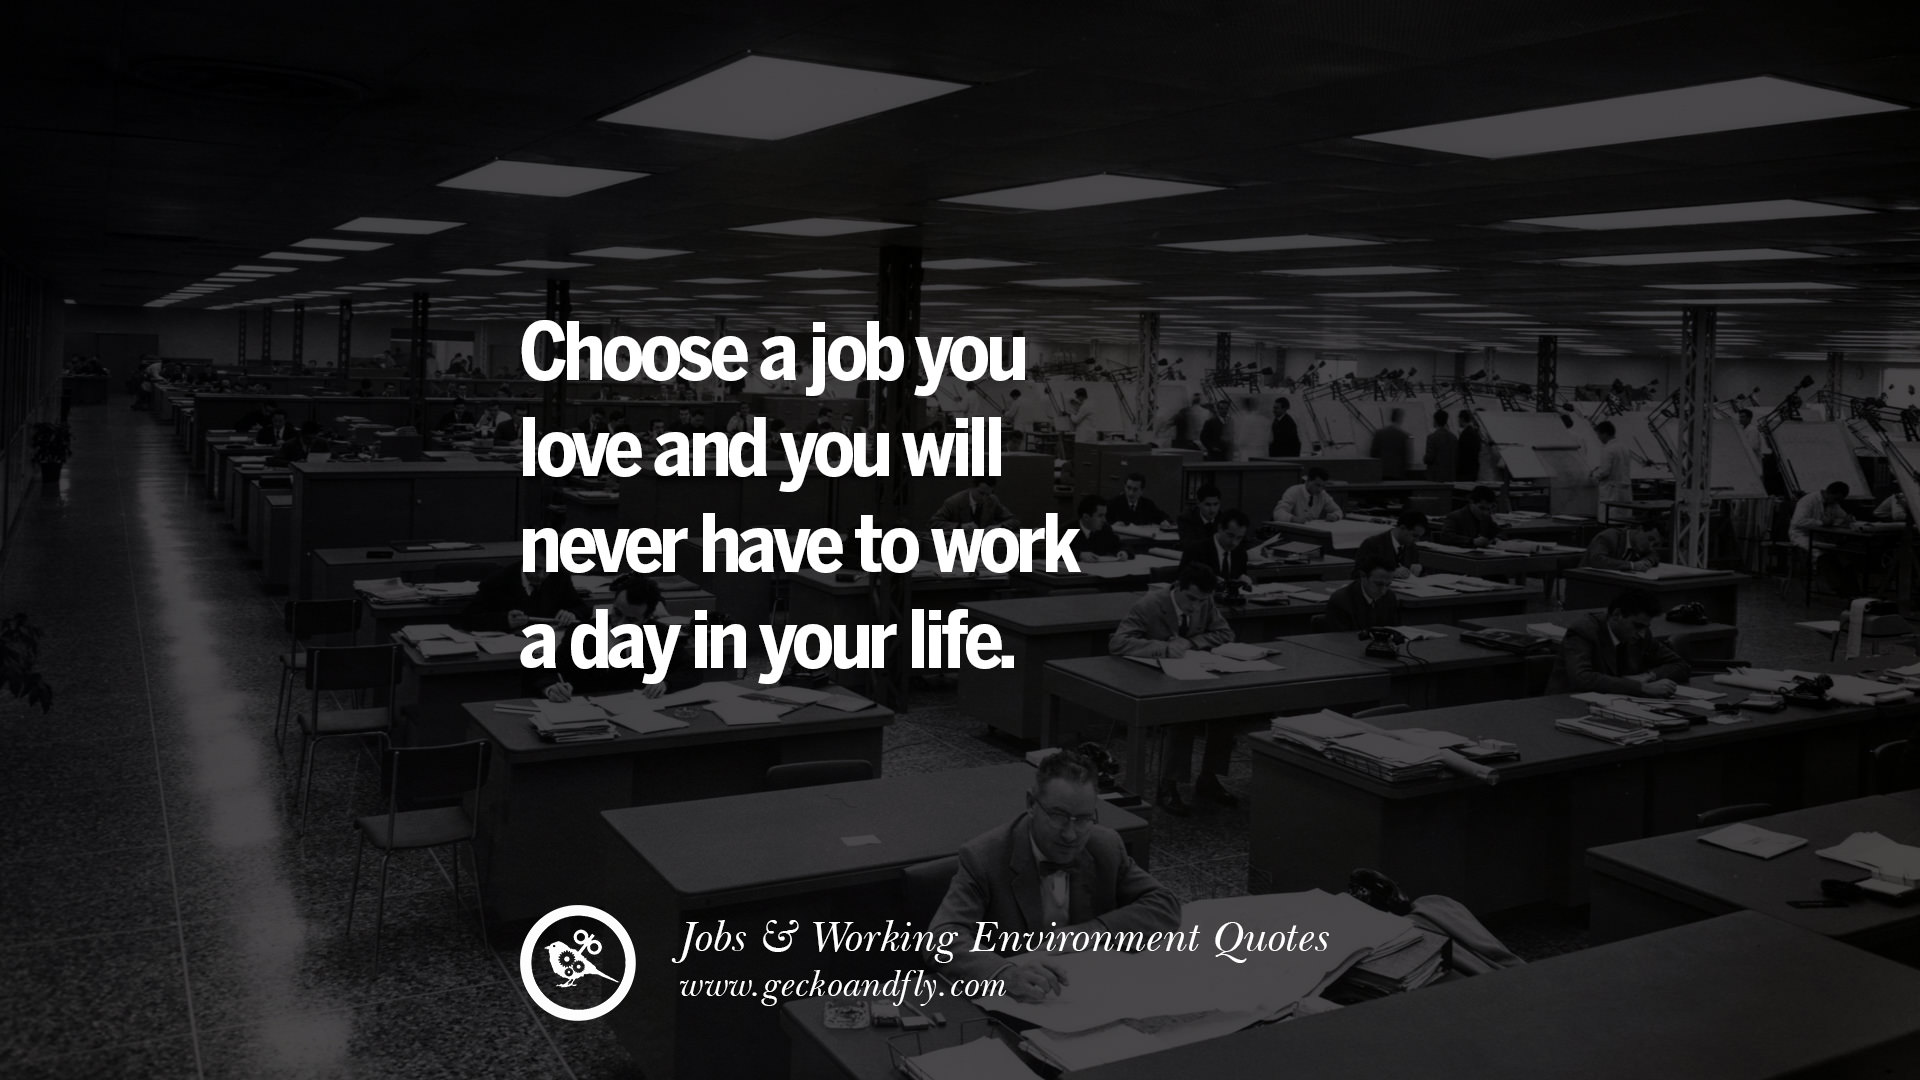 Choose a job you
love and you will
never have to work
a day in your life.
Jobs & Working Environment Quotes
www.geckoandfly.com